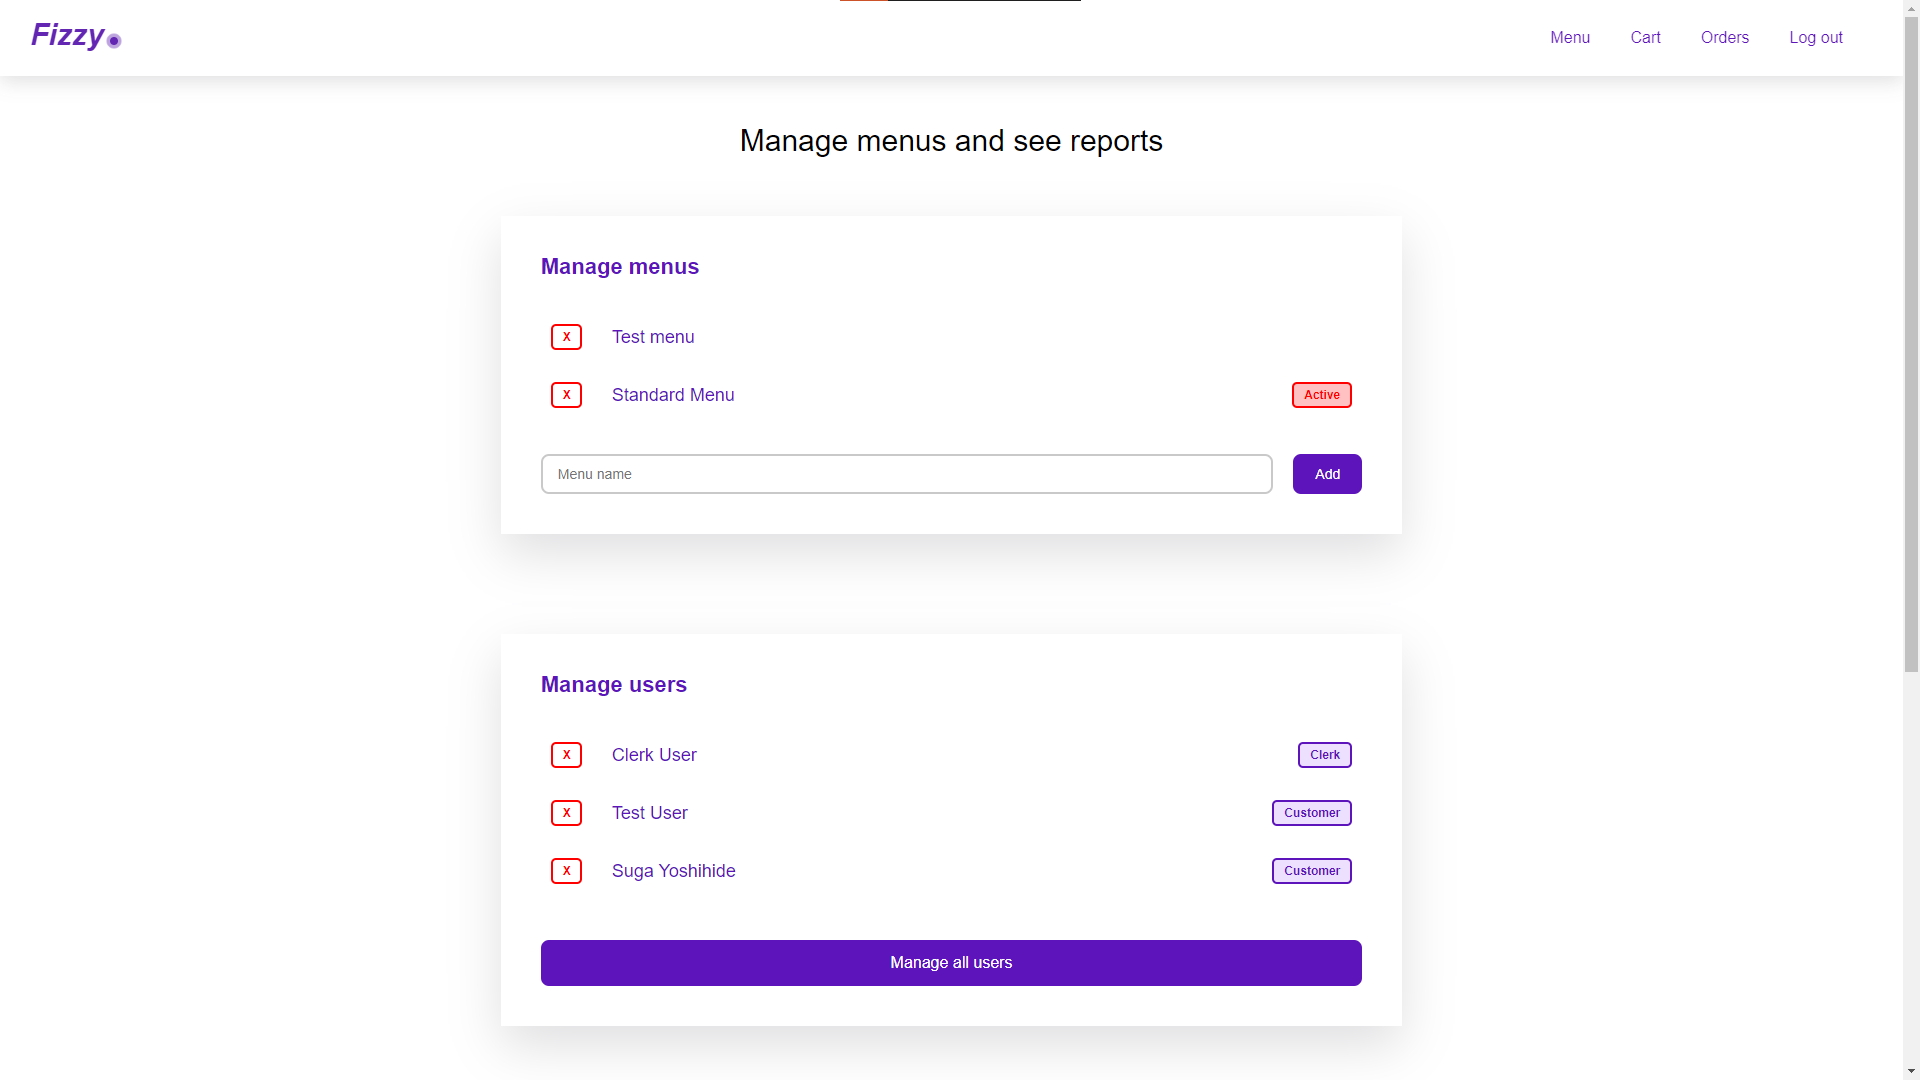 Fizzy
Menu Cart Orders Log out
Manage menus and see reports
Manage menus
X Test menu
X Standard Menu Active
Menu name Add
Manage users
X Clerk User Clerk
X Test User Customer
X Suga Yoshihide Customer
Manage all users